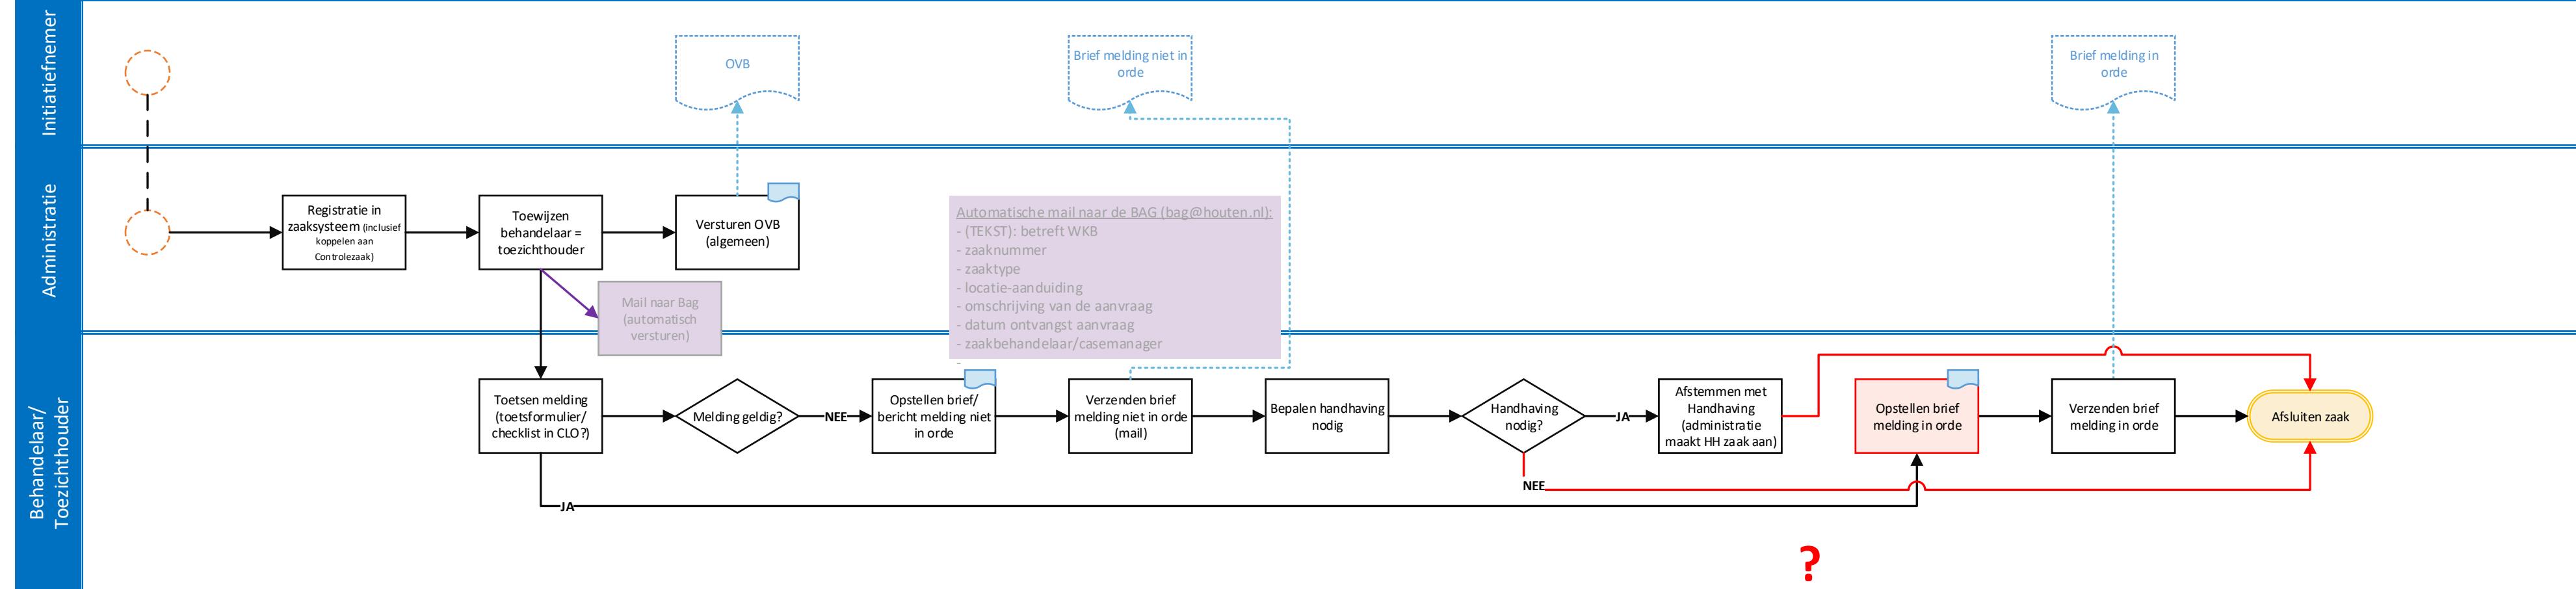 Initiatiefnemer
OVB
Brief melding niet in
orde
Brief melding in
orde
Administratie
Registratie in
zaaksysteem (inclusief
koppelen aan
Controlezaak)
Toewijzen
behandelaar =
toezichthouder
Versturen OVB
(algemeen)
Mail naar Bag
(automatisch
versturen)
Automatische mail naar de BAG (bag@houten.nl):
- (TEKST): betreft WKB
- zaaknummer
- zaaktype
- locatie-aanduiding
- omschrijving van de aanvraag
- datum ontvangst aanvraag
- zaakbehandelaar/casemanager
-
Behandelaar/
Toezichthouder
Toetsen melding
(toetsformulier/
checklist in CLO?)
Melding geldig?
NEE
Opstellen brief/
bericht melding niet
in orde
Verzenden brief
melding niet in orde
(mail)
Bepalen handhaving
nodig
Handhaving
nodig?
JA
Afstemmen met
Handhaving
(administratie
maakt HH zaak aan)
Opstellen brief
melding in orde
Verzenden brief
melding in orde
Afsluiten zaak
NEE
JA
?